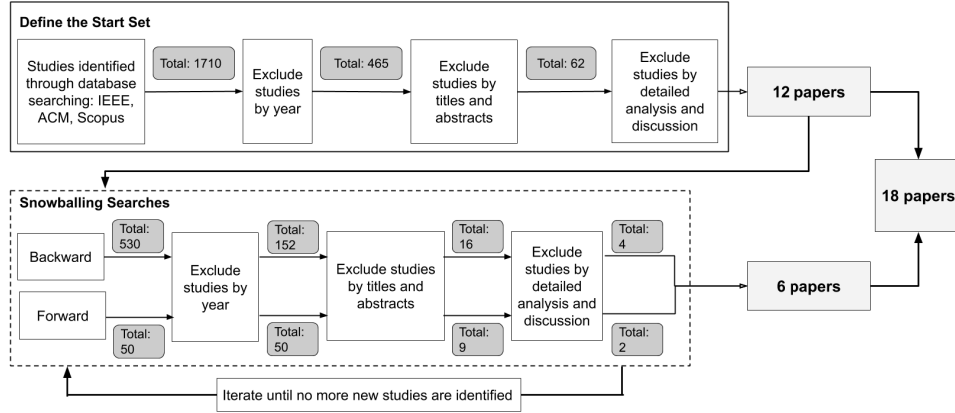 Define the Start Set
Studies identified
through database
searching: IEEE,
ACM, Scopus
Total: 1710
Exclude
studies
by year
Total: 465
Exclude
studies by
titles and
abstracts
Total: 62
Exclude
studies by
detailed
analysis and
discussion
12 papers
18 papers
Snowballing Searches
Backward
Total:
530
Forward
Total:
50
Exclude
studies by
year
Total:
152
Total:
50
Exclude studies
by titles and
abstracts
Total:
16
Total:
9
Exclude
studies by
detailed
analysis and
discussion
Total:
4
Total:
2
6 papers
Iterate until no more new studies are identified